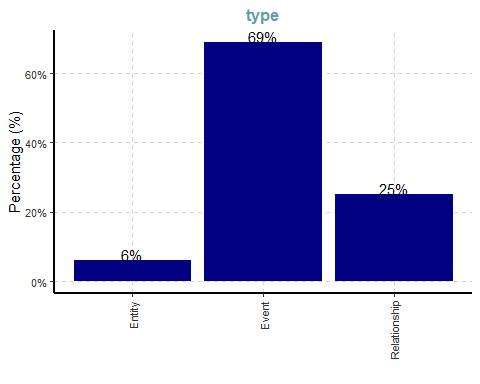 type
Percentage (%)
60%
40%
20%
0%
69%
25%
6%
Entity
Event
Relationship